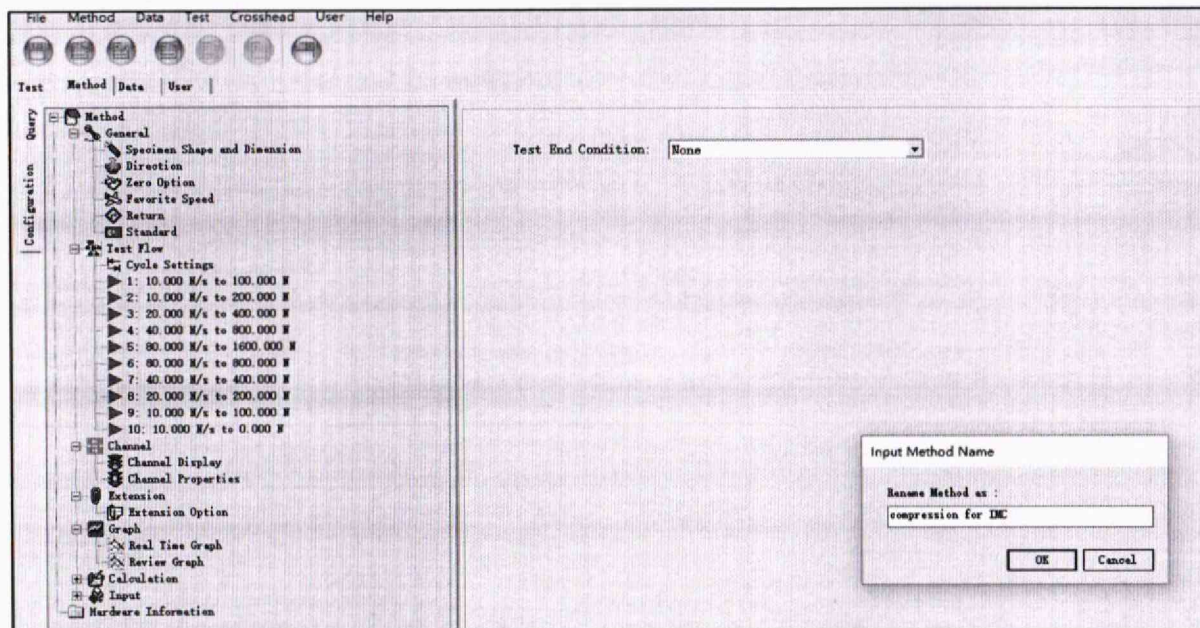 File Method Data Test Crosshead User Help
Test Method Data User
Query
Configuration
Method
General
Specimen Shape and Dimension
Direction
Zero Option
Favorite Speed
Return
Standard
Test Flow
Cycle Settings
1: 10.000 N/s to 100.000 N
2: 10.000 N/s to 200.000 N
3: 20.000 N/s to 400.000 N
4: 40.000 N/s to 800.000 N
5: 80.000 N/s to 1600.000 N
6: 80.000 N/s to 800.000 N
7: 40.000 N/s to 400.000 N
8: 20.000 N/s to 200.000 N
9: 10.000 N/s to 100.000 N
10: 10.000 N/s to 0.000 N
Channel
Channel Display
Channel Properties
Extension
Extension Option
Graph
Real Time Graph
Review Graph
Calculation
Input
Hardware Information
Test End Condition: None
Input Method Name
Rename Method as :
compression for IMC
OK Cancel